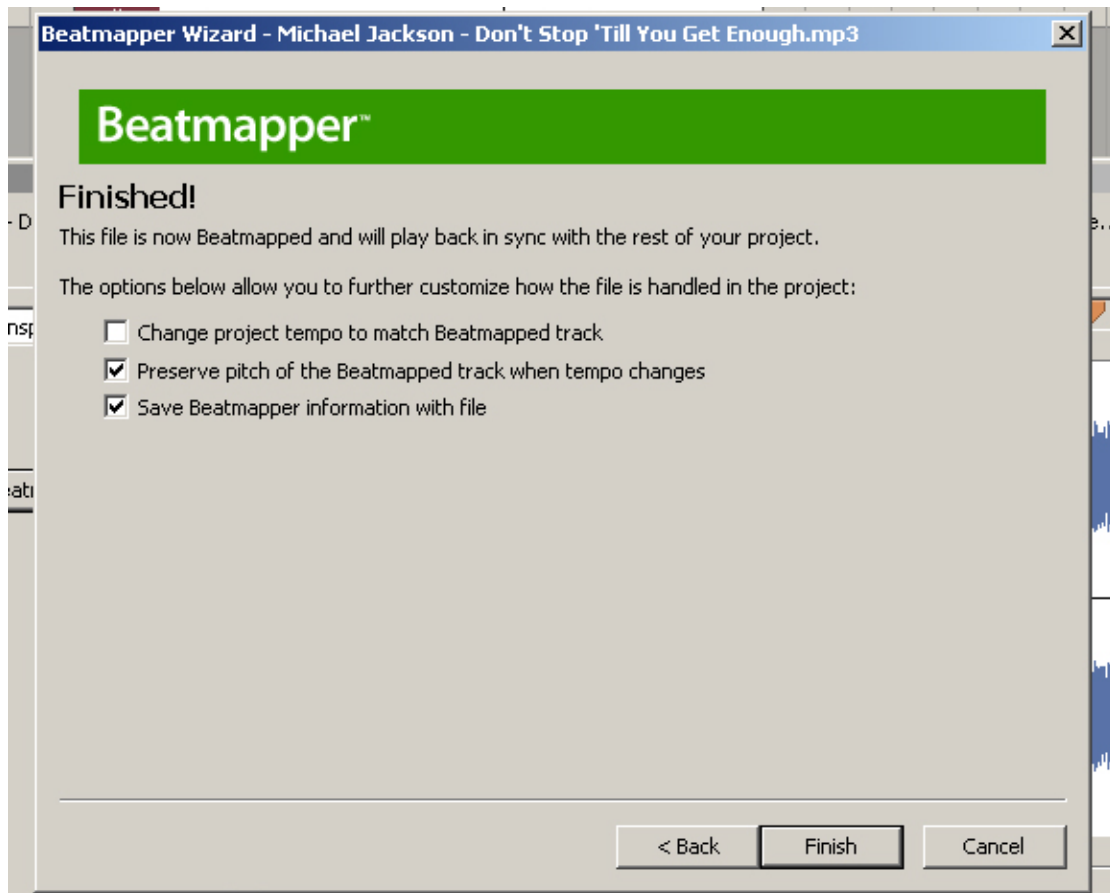 Beatmapper Wizard - Michael Jackson - Don't Stop 'Till You Get Enough.mp3
Beatmapper™
Finished!
- D
This file is now Beatmapped and will play back in sync with the rest of your project.
e..
The options below allow you to further customize how the file is handled in the project:
Change project tempo to match Beatmapped track
Preserve pitch of the Beatmapped track when tempo changes
Save Beatmapper information with file
< Back
Finish
Cancel